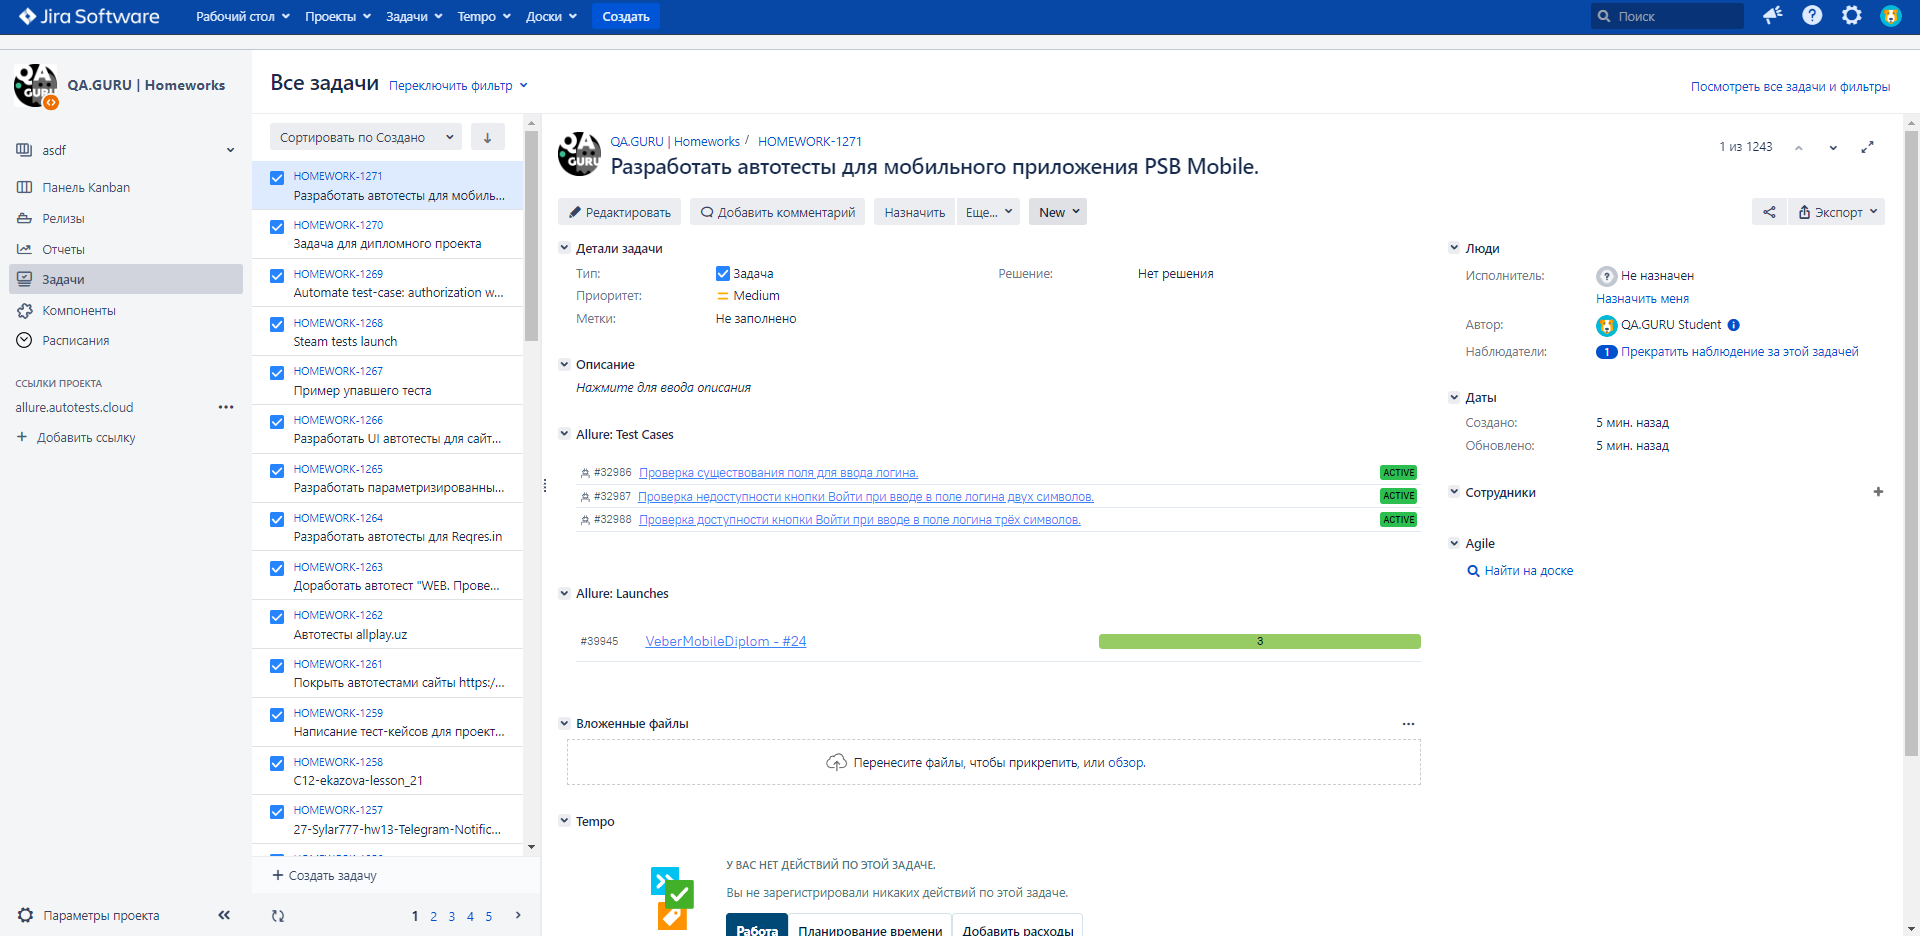 Jira Software
Рабочий стол
Проекты
Задачи
Tempo
Доски
Создать
Поиск
QA.GURU | Homeworks
asdf
Панель Kanban
Релизы
Отчеты
Задачи
Компоненты
Расписания
ССЫЛКИ ПРОЕКТА
allure.autotests.cloud
Добавить ссылку
Параметры проекта
Все задачи
Переключить фильтр
Посмотреть все задачи и фильтры
Сортировать по Создано
HOMEWORK-1271
Разработать автотесты для мобиль...
HOMEWORK-1270
Задача для дипломного проекта
HOMEWORK-1269
Automate test-case: authorization w...
HOMEWORK-1268
Steam tests launch
HOMEWORK-1267
Пример упавшего теста
HOMEWORK-1266
Разработать UI автотесты для сайт...
HOMEWORK-1265
Разработать параметризированны...
HOMEWORK-1264
Разработать автотесты для Reqres.in
HOMEWORK-1263
Доработать автотест "WEB. Прове...
HOMEWORK-1262
Автотесты allplay.uz
HOMEWORK-1261
Покрыть автотестами сайты https:/...
HOMEWORK-1259
Написание тест-кейсов для проект...
HOMEWORK-1258
C12-ekazova-lesson_21
HOMEWORK-1257
27-Sylar777-hw13-Telegram-Notific...
Создать задачу
1 2 3 4 5
QA GURU
QA.GURU | Homeworks / HOMEWORK-1271
Разработать автотесты для мобильного приложения PSB Mobile.
1 из 1243
Редактировать
Добавить комментарий
Назначить
Еще...
New
Экспорт
Детали задачи
Тип: Задача
Решение: Нет решения
Приоритет: Medium
Метки: Не заполнено
Описание
Нажмите для ввода описания
Allure: Test Cases
#32986 Проверка существования поля для ввода логина. ACTIVE
#32987 Проверка недоступности кнопки Войти при вводе в поле логина двух символов. ACTIVE
#32988 Проверка доступности кнопки Войти при вводе в поле логина трёх символов. ACTIVE
Allure: Launches
#39945 VeberMobileDiplom - #24 3
Вложенные файлы
Перенесите файлы, чтобы прикрепить, или обзор.
Tempo
У ВАС НЕТ ДЕЙСТВИЙ ПО ЭТОЙ ЗАДАЧЕ.
Вы не зарегистрировали никаких действий по этой задаче.
Работа
Планирование времени
Добавить расходы
Люди
Исполнитель: Не назначен
Назначить меня
Автор: QA.GURU Student
Наблюдатели: 1 Прекратить наблюдение за этой задачей
Даты
Создано: 5 мин. назад
Обновлено: 5 мин. назад
Сотрудники
Agile
Найти на доске